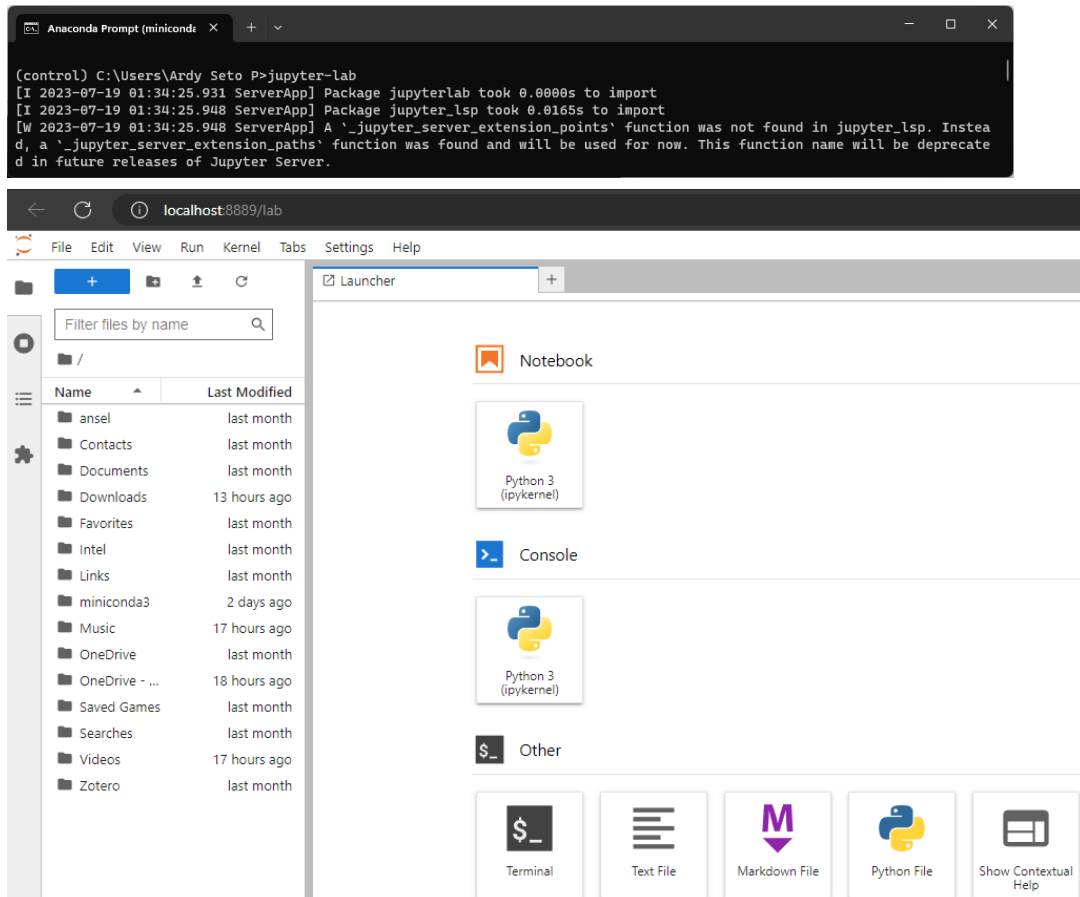 Anaconda Prompt (miniconda
(control) C:\Users\Ardy Seto P>jupyter-lab
[I 2023-07-19 01:34:25.931 ServerApp] Package jupyterlab took 0.0000s to import
[I 2023-07-19 01:34:25.948 ServerApp] Package jupyter_lsp took 0.0165s to import
[W 2023-07-19 01:34:25.948 ServerApp] A `_jupyter_server_extension_points` function was not found in jupyter_lsp. Instea
d, a `_jupyter_server_extension_paths` function was found and will be used for now. This function name will be deprecate
d in future releases of Jupyter Server.
localhost:8889/lab
File Edit View Run Kernel Tabs Settings Help
Launcher
Filter files by name
/
Name Last Modified
ansel last month
Contacts last month
Documents last month
Downloads 13 hours ago
Favorites last month
Intel last month
Links last month
miniconda3 2 days ago
Music 17 hours ago
OneDrive last month
OneDrive - ... 18 hours ago
Saved Games last month
Searches last month
Videos 17 hours ago
Zotero last month
Notebook
Python 3
(ipykernel)
Console
Python 3
(ipykernel)
$_ Other
$_
M
Terminal
Text File
Markdown File
Python File
Show Contextual
Help